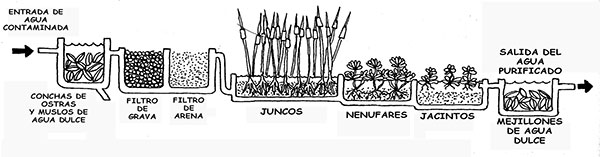 ENTRADA DE
AGUA
CONTAMINADA
CONCHAS DE
OSTRAS
Y MUSLOS DE
AGUA DULCE
FILTRO
DE
GRAVA
FILTRO
DE
ARENA
JUNCOS
NENUFARES
JACINTOS
SALIDA DEL
AGUA
PURIFICADO
MEJILLONES
DE AGUA
DULCE